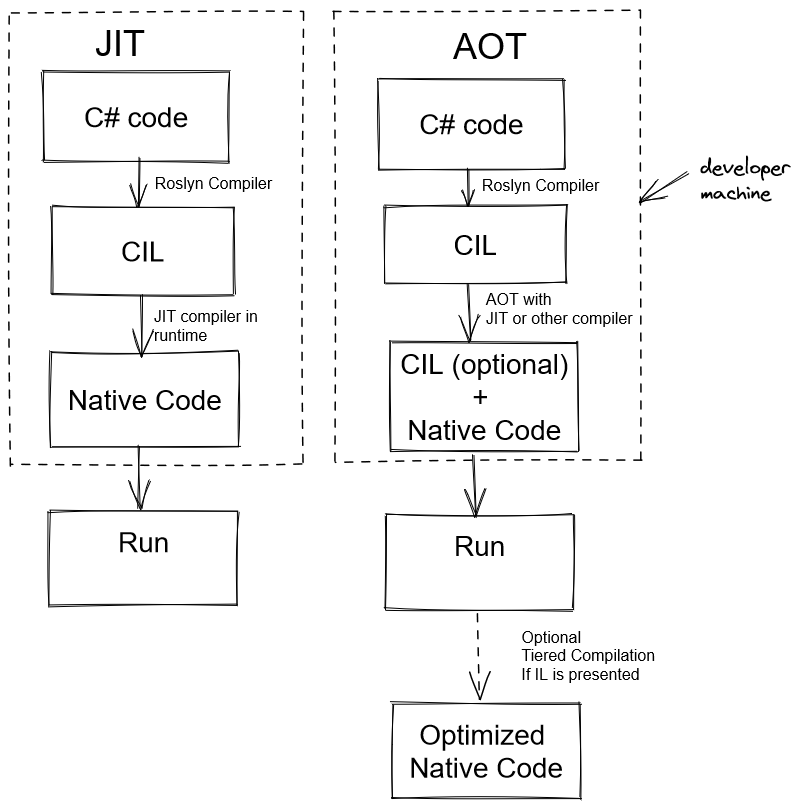 JIT
C# code
Roslyn Compiler
CIL
JIT compiler in
runtime
Native Code
Run
AOT
C# code
Roslyn Compiler
CIL
AOT with
JIT or other compiler
CIL (optional)
+
Native Code
Run
Optional
Tiered Compilation
If IL is presented
Optimized
Native Code
developer
machine